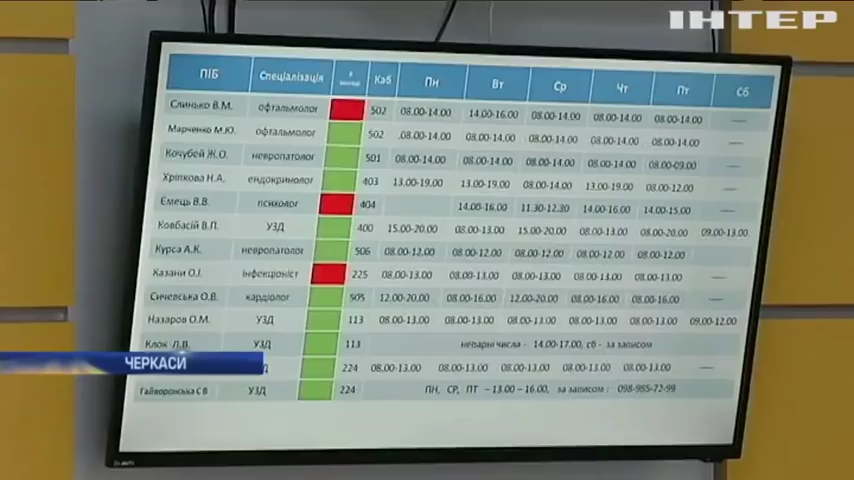 ІНТЕР
ПІБ Спеціалізація Каб Пн Вт Ср Чт Пт Сб
Слинько В.М. офтальмолог 502 08.00-14.00 14.00-16.00 08.00-14.00 08.00-14.00 08.00-14.00 -----
Марченко М.Ю. офтальмолог 502 .08.00-14.00 08.00-14.00 08.00-14.00 08.00-14.00 08.00-14.00 -----
Кочубей Ж.О. невропатолог 501 08.00-14.00 08.00-14.00 08.00-14.00 08.00-14.00 08.00-09.00 -----
Хріпкова Н.А. ендокринолог 403 13.00-19.00 13.00-19.00 08.00-14.00 13.00-19.00 08.00-12.00 -----
Ємець В.В. психолог 404 14.00-16.00 11.30-12.30 14.00-16.00 14.00-15.00 -----
Ковбасій В.П. УЗД 400 15.00-20.00 08.00-13.00 15.00-20.00 08.00-13.00 08.00-20.00 09.00-13.00
Курса А.К. невропатолог 506 08.00-12.00 08.00-12.00 08.00-12.00 08.00-12.00 08.00-12.00
Казани О.І. інфекціоніст 225 08.00-13.00 08.00-13.00 08.00-13.00 08.00-13.00 08.00-13.00 -----
Сичевська О.В. кардіолог 505 12.00-20.00 08.00-16.00 12.00-20.00 08.00-16.00 08.00-16.00 -----
Назаров О.М. УЗД 113 08.00-13.00 08.00-13.00 08.00-13.00 08.00-13.00 08.00-13.00 09.00-12.00
Клок Л.В. УЗД 113 непарні числа - 14.00-17.00, сб - за записом
ЧЕРКАСИ
224 08.00-13.00 08.00-13.00 08.00-13.00 08.00-13.00 08.00-13.00 -----
Гайворонська Є В УЗД 224 ПН, СР, ПТ – 13.00 – 16.00, за записом : 098-985-72-99